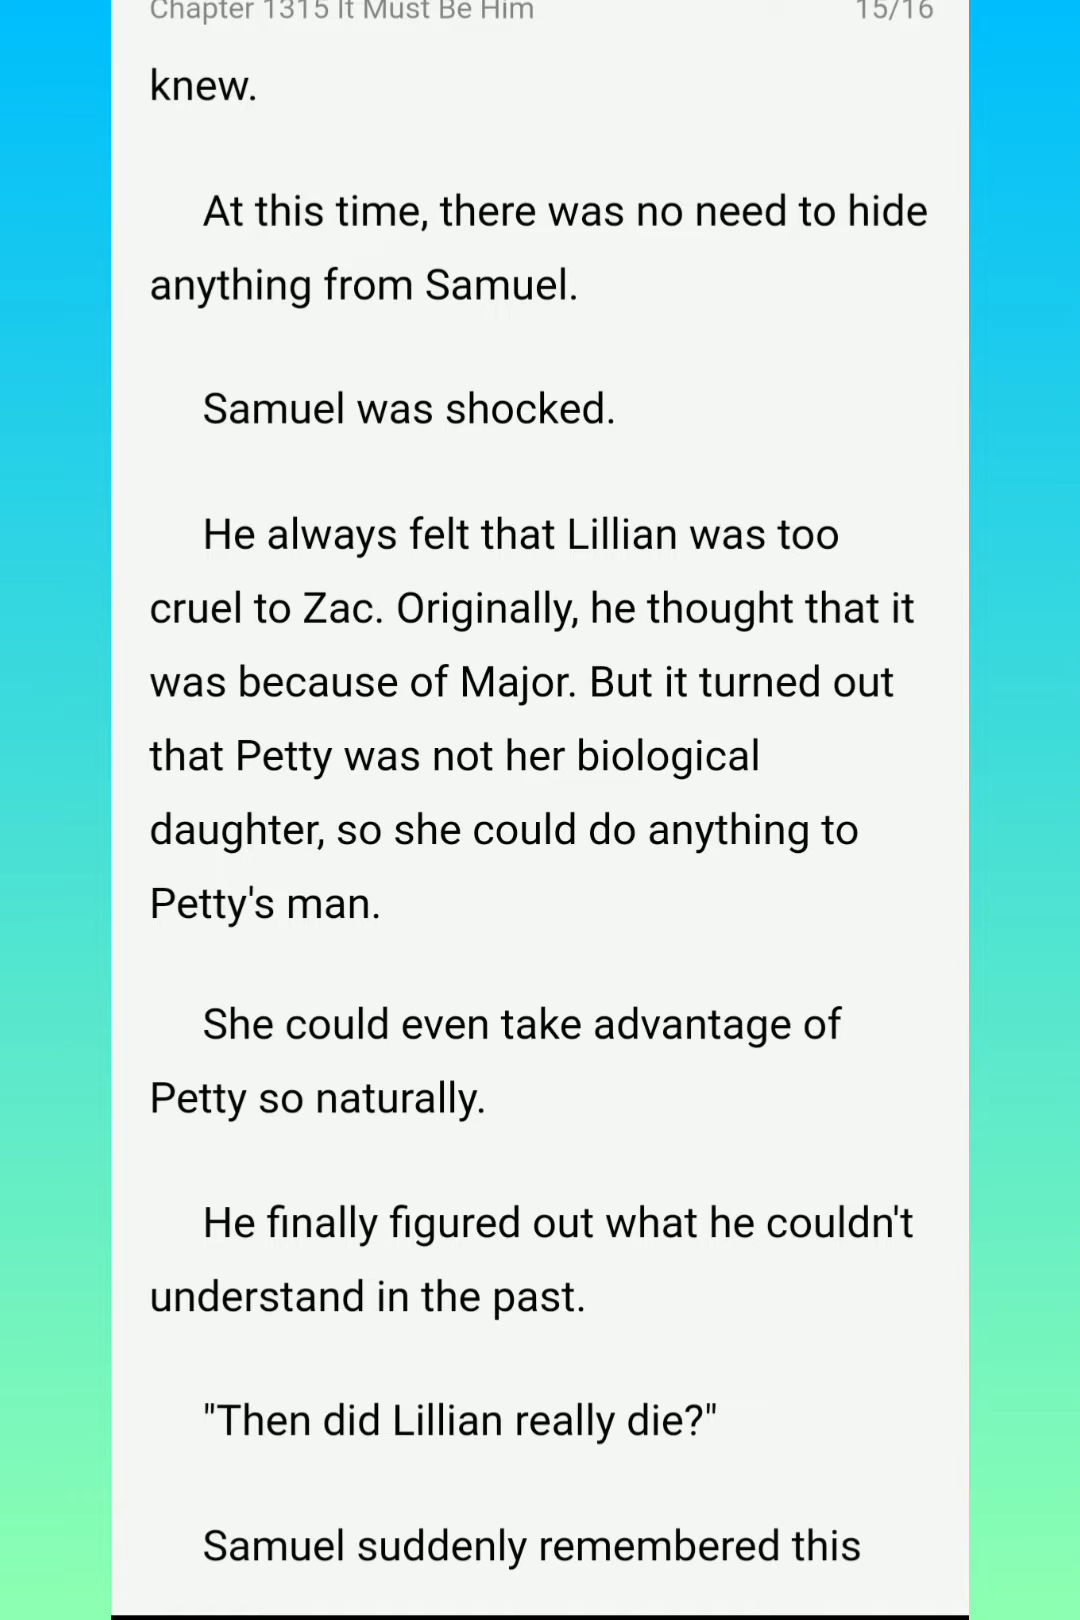 Chapter 1315 It Must Be Him 15/16
knew.
At this time, there was no need to hide
anything from Samuel.
Samuel was shocked.
He always felt that Lillian was too
cruel to Zac. Originally, he thought that it
was because of Major. But it turned out
that Petty was not her biological
daughter, so she could do anything to
Petty's man.
She could even take advantage of
Petty so naturally.
He finally figured out what he couldn't
understand in the past.
"Then did Lillian really die?"
Samuel suddenly remembered this